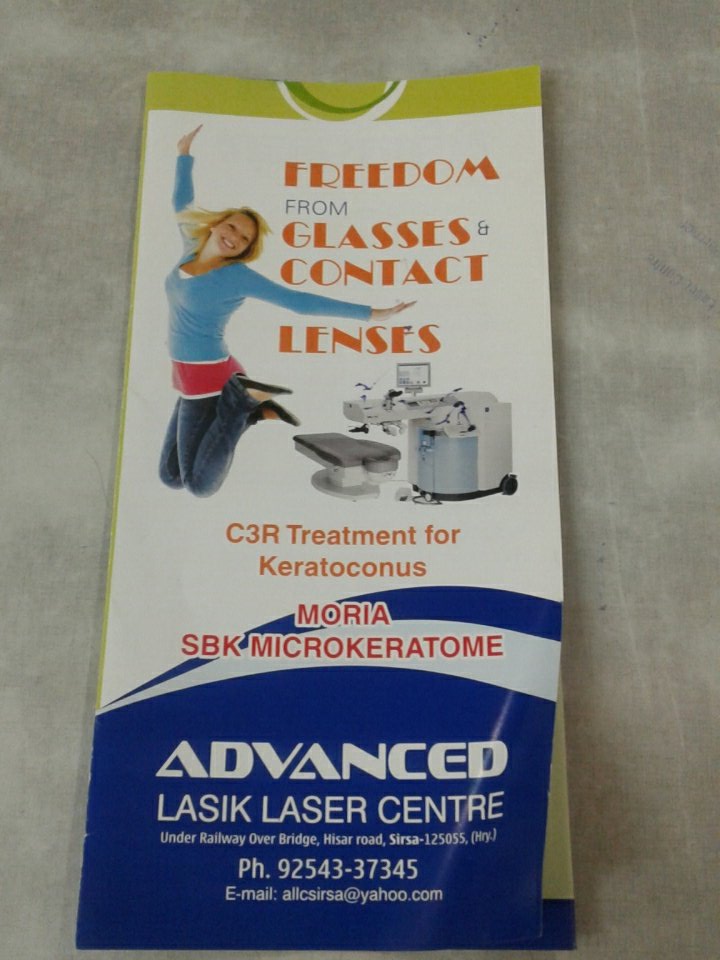 FREEDOM
FROM
GLASSES &
CONTACT
LENSES
C3R Treatment for
Keratoconus
MORIA
SBK MICROKERATOME
ADVANCED
LASIK LASER CENTRE
Under Railway Over Bridge, Hisar road, Sirsa-125055, (Hry.)
Ph. 92543-37345
E-mail: allcsirsa@yahoo.com